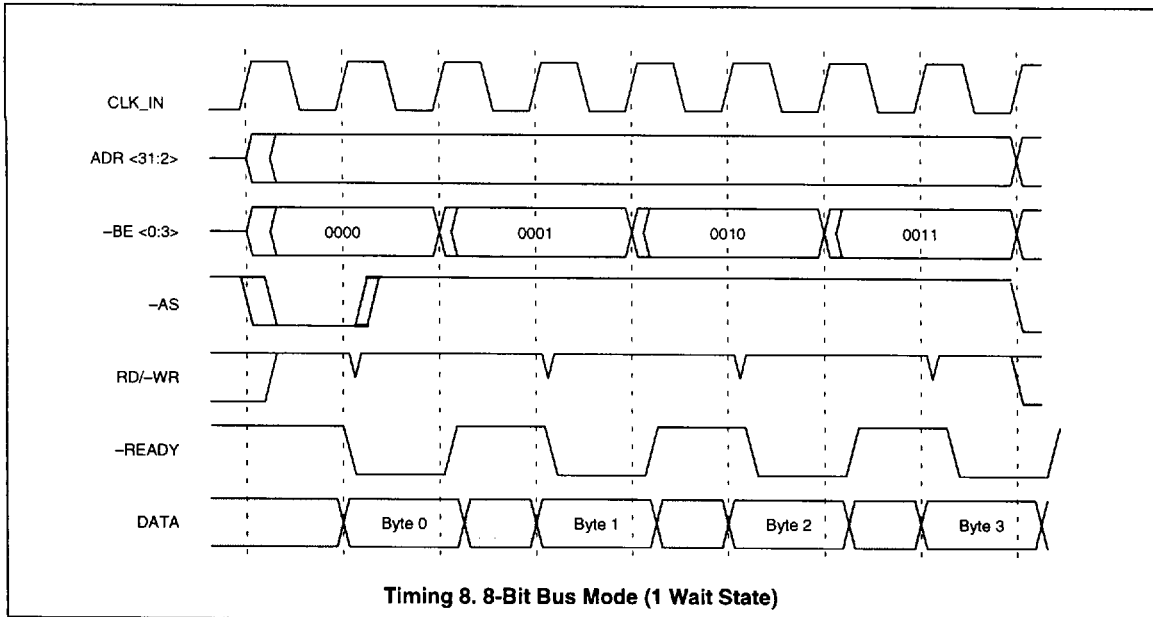 CLK_IN
ADR <31:2>
–BE <0:3>
0000
0001
0010
0011
–AS
RD/–WR
–READY
DATA
Byte 0
Byte 1
Byte 2
Byte 3
Timing 8. 8-Bit Bus Mode (1 Wait State)